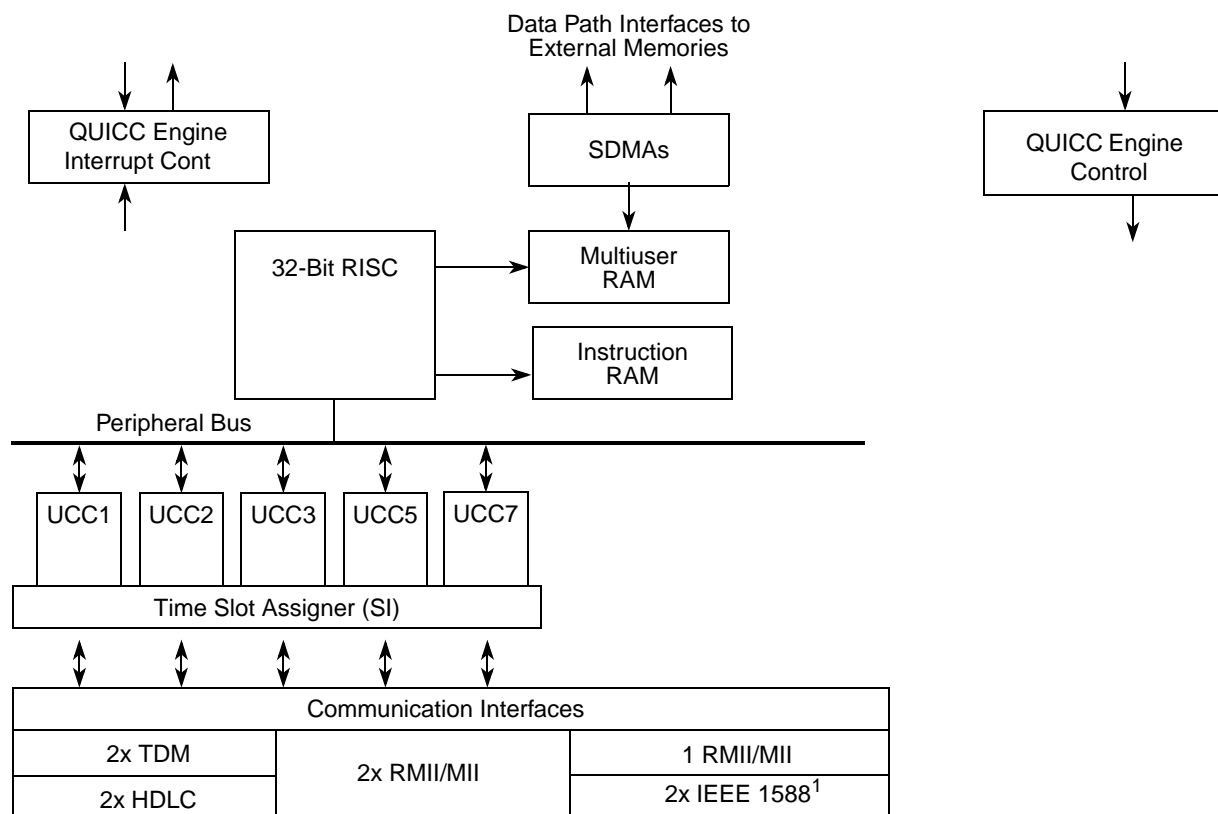 Data Path Interfaces to
External Memories
QUICC Engine
Interrupt Cont
SDMAs
QUICC Engine
Control
32-Bit RISC
Multiuser
RAM
Instruction
RAM
Peripheral Bus
UCC1
UCC2
UCC3
UCC5
UCC7
Time Slot Assigner (SI)
Communication Interfaces
2x TDM
2x RMII/MII
1 RMII/MII
2x HDLC
2x IEEE 1588¹